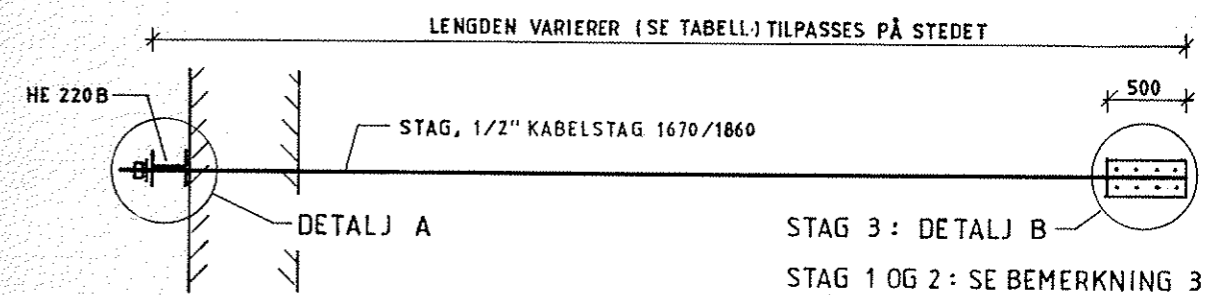 LENGDEN VARIERER (SE TABELL.) TILPASSES PÅ STEDET
HE 220B
500
STAG, 1/2" KABELSTAG 1670/1860
DETALJ A
STAG 3 : DETALJ B
STAG 1 OG 2 : SE BEMERKNING 3